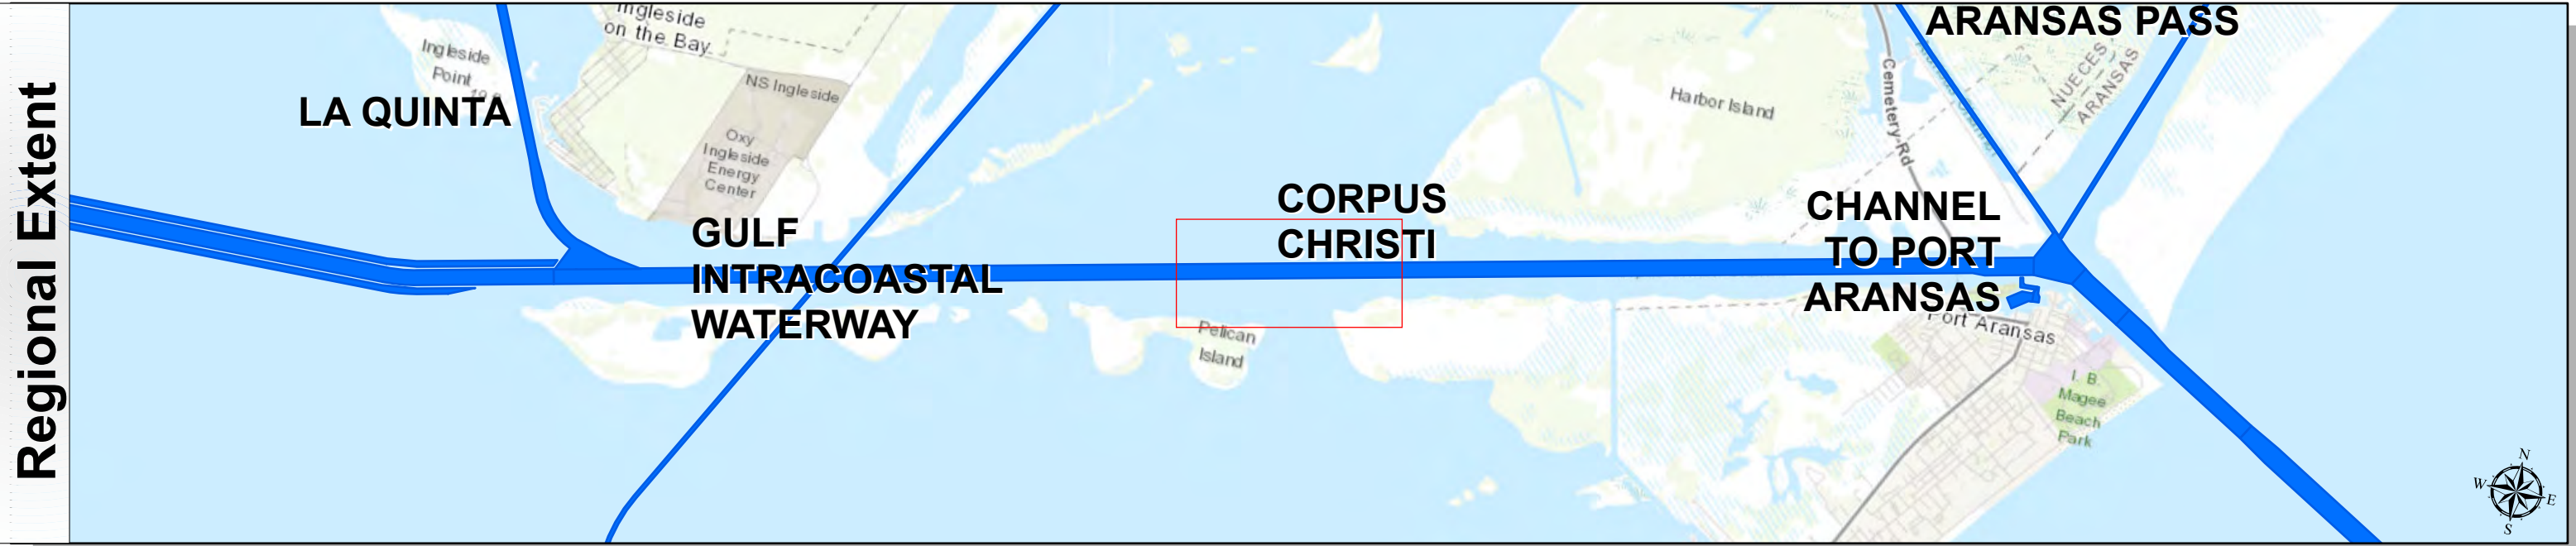 Regional Extent
Ingleside
on the Bay
ARANSAS PASS
Ingleside
Point
LA QUINTA
NS Ingleside
Oxy
Ingleside
Energy
Center
Harbor Island
Cemetery Rd
NUECES
ARANSAS
GULF
INTRACOASTAL
WATERWAY
CORPUS
CHRISTI
CHANNEL
TO PORT
ARANSAS
Pelican
Island
Port Aransas
I. B.
Magee
Beach
Park
N
W
E
S